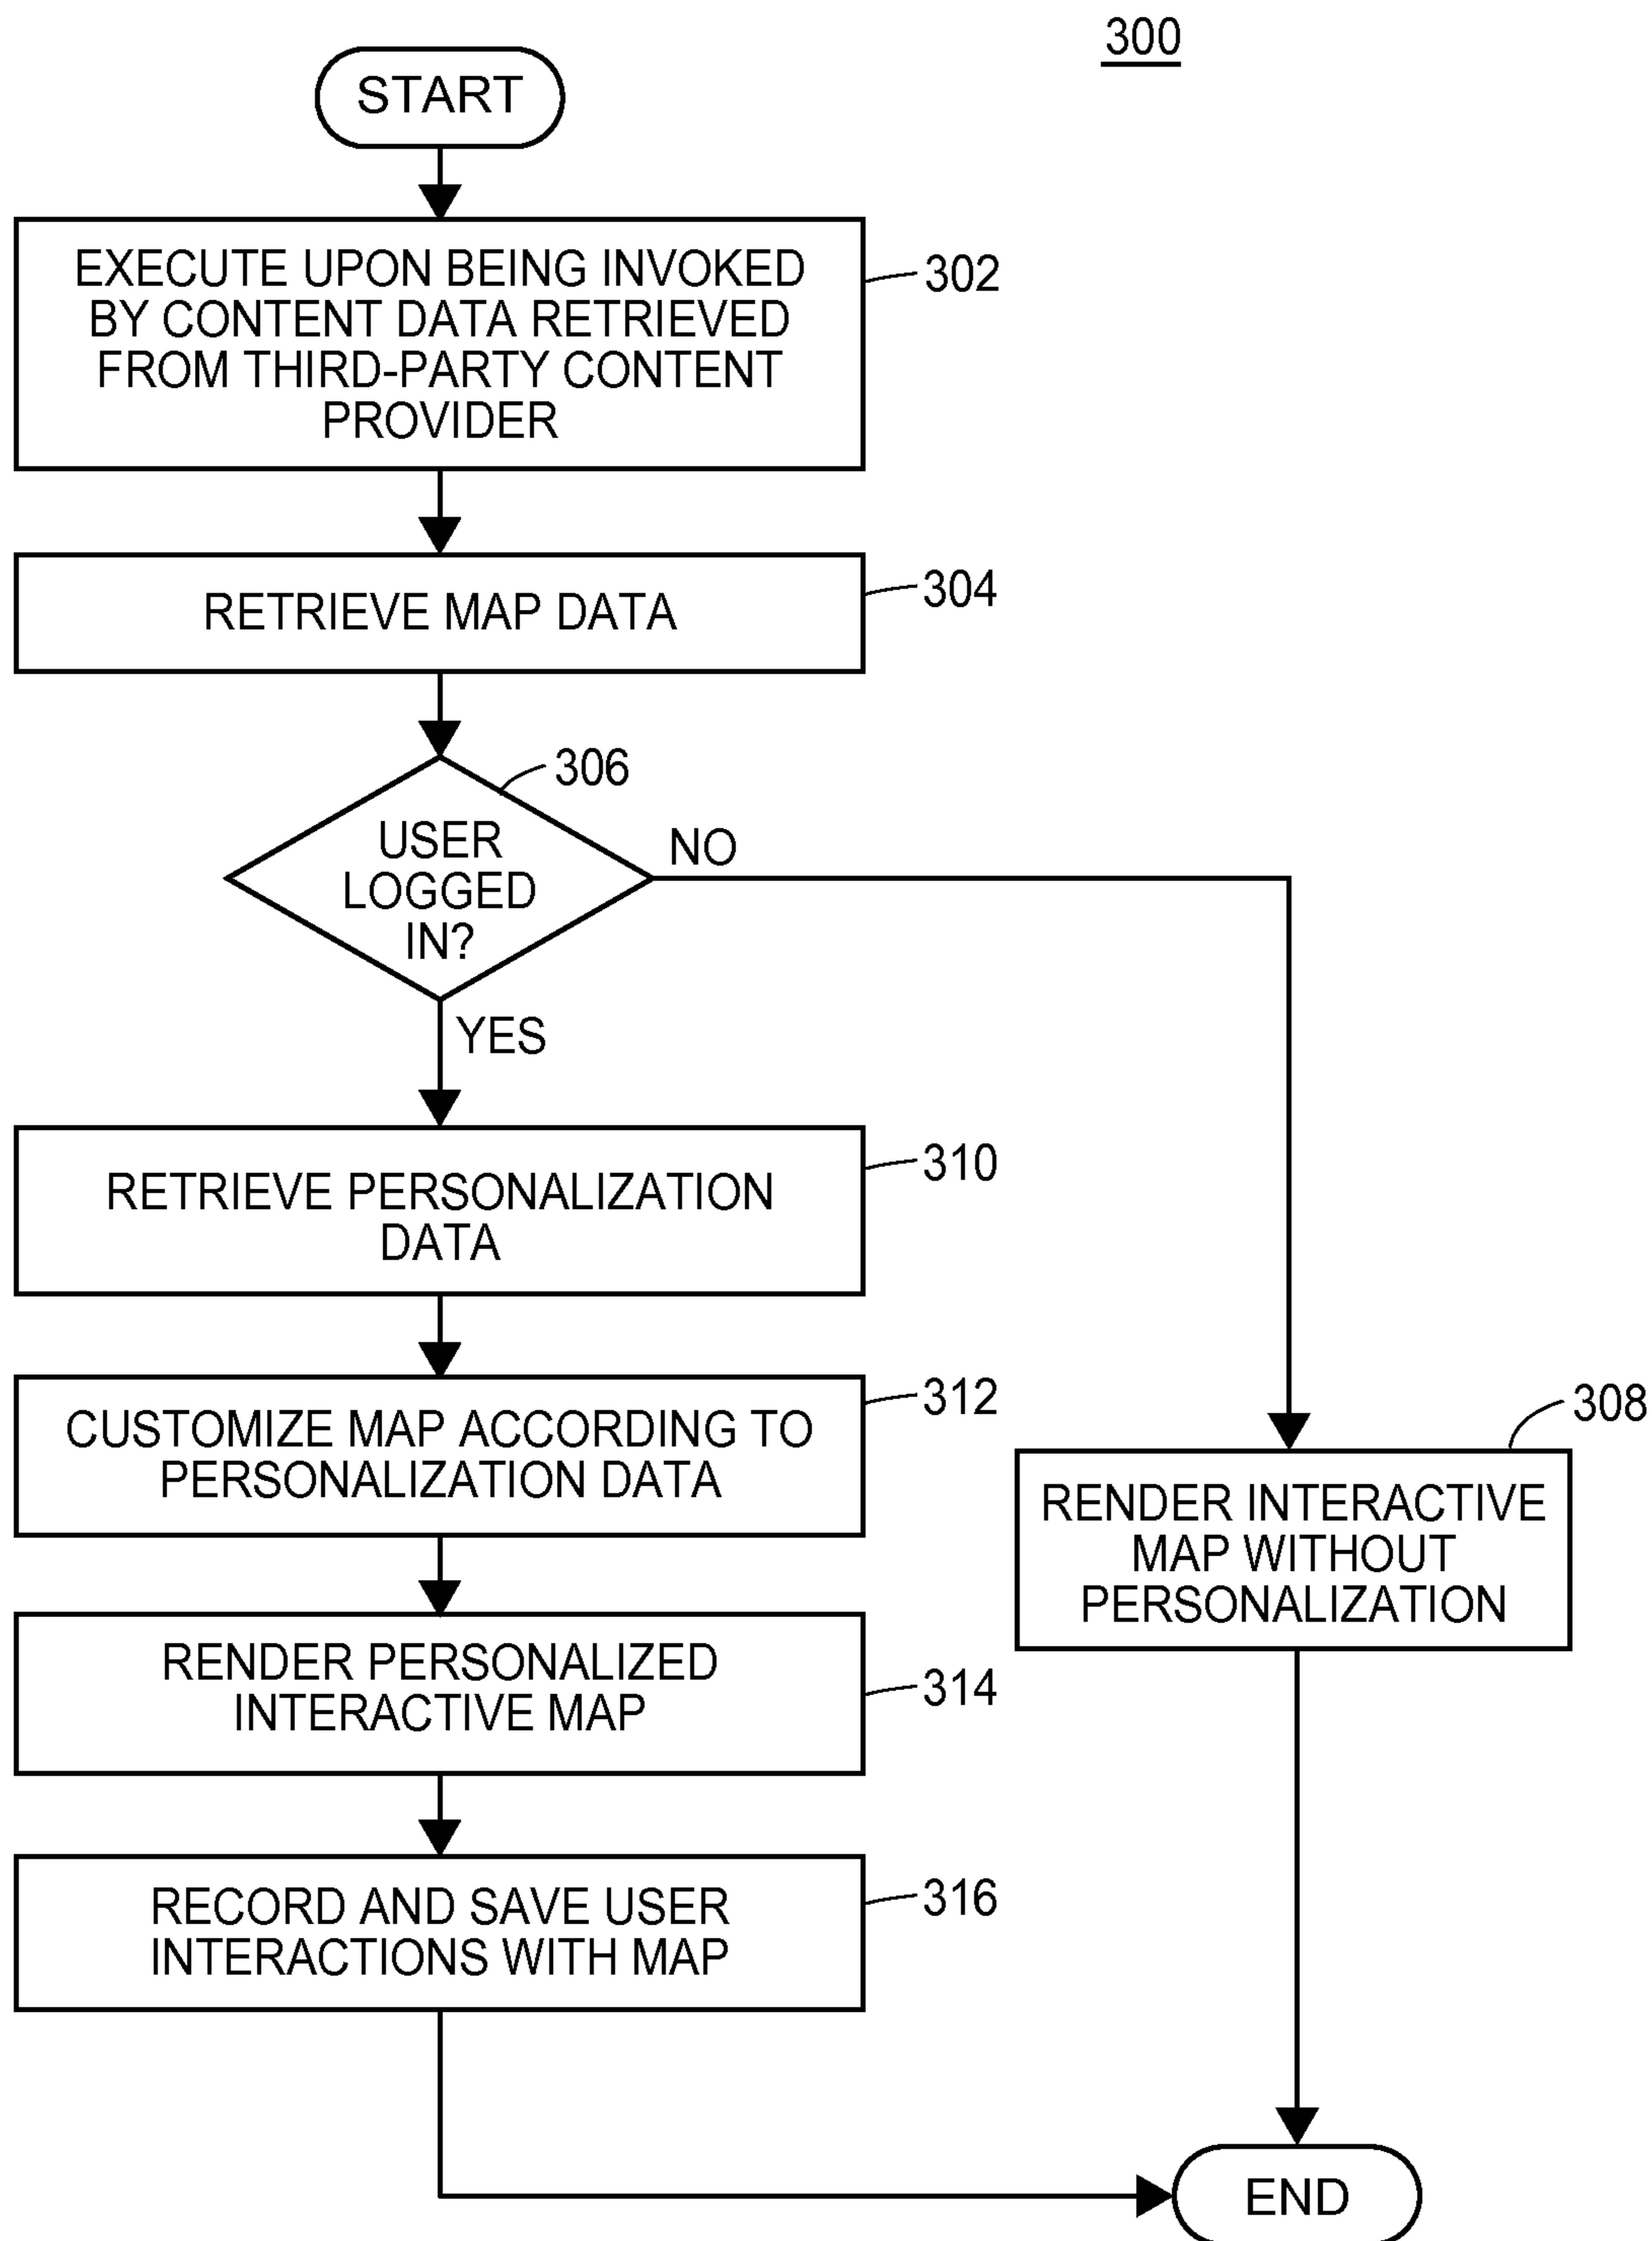 300
START
EXECUTE UPON BEING INVOKED
BY CONTENT DATA RETRIEVED
FROM THIRD-PARTY CONTENT
PROVIDER
302
RETRIEVE MAP DATA
304
306
USER
LOGGED
IN?
NO
YES
RETRIEVE PERSONALIZATION
DATA
310
CUSTOMIZE MAP ACCORDING TO
PERSONALIZATION DATA
312
308
RENDER INTERACTIVE
MAP WITHOUT
PERSONALIZATION
RENDER PERSONALIZED
INTERACTIVE MAP
314
RECORD AND SAVE USER
INTERACTIONS WITH MAP
316
END